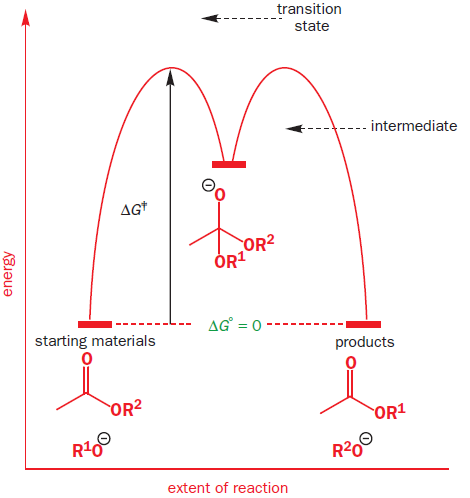 transition
state
intermediate
ΔG‡
⊖
O
OR²
OR¹
energy
ΔG° = 0
starting materials
products
O
OR²
R¹O⊖
O
OR¹
R²O⊖
extent of reaction